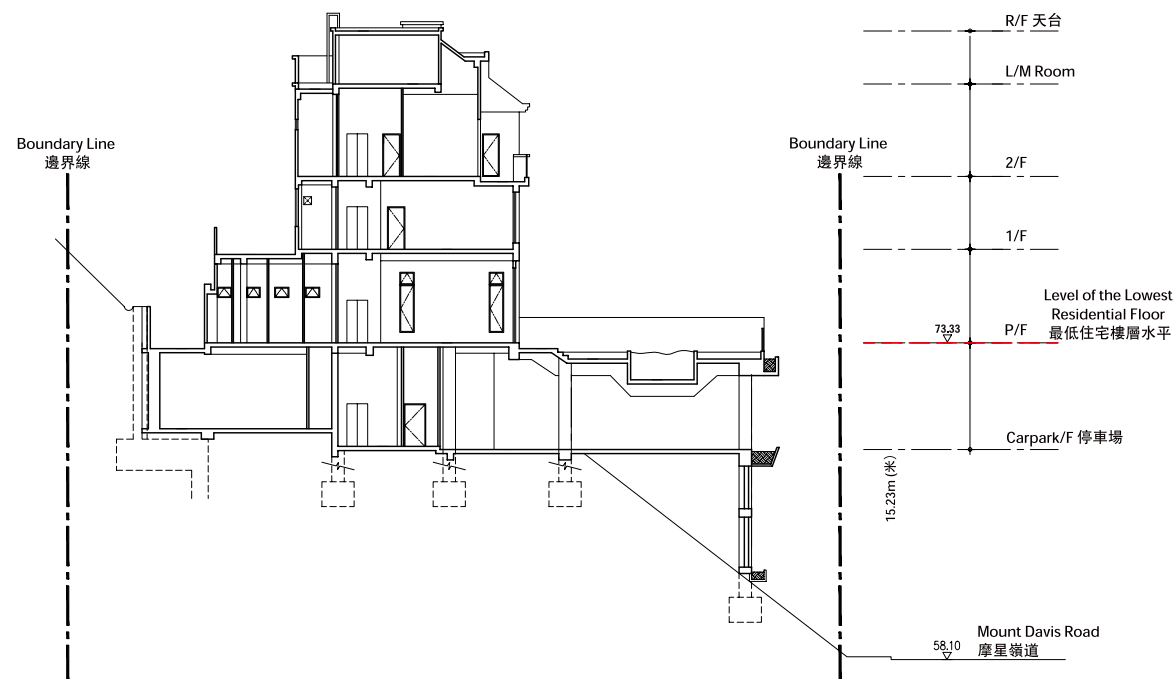 R/F 天台
L/M Room
Boundary Line
邊界線
Boundary Line
邊界線
2/F
1/F
Level of the Lowest
Residential Floor
最低住宅樓層水平
73.33
P/F
Carpark/F 停車場
15.23m (米)
Mount Davis Road
摩星嶺道
58.10